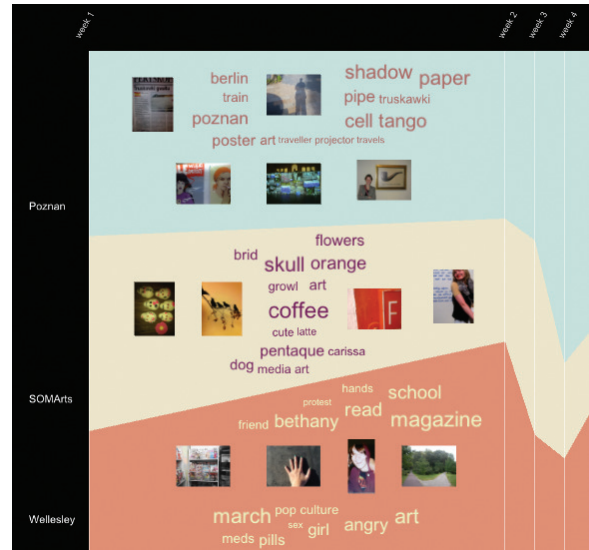 week 1
week 2
week 3
week 4
berlin
shadow paper
train
pipe truskawki
poznan
cell tango
poster art traveller projector travels
Poznan
flowers
brid
skull orange
growl art
coffee
F
cute latte
pentaque carissa
dog media art
SOMArts
hands
school
protest
read
friend bethany
magazine
march pop culture
sex girl angry art
meds pills
Wellesley